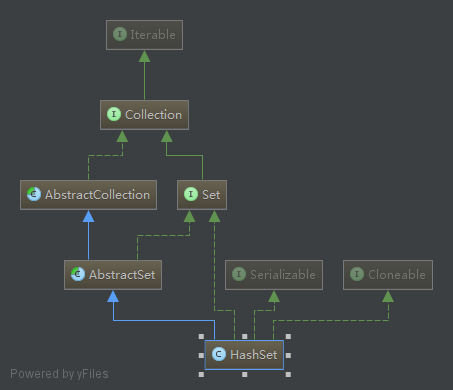 I Iterable
I Collection
C AbstractCollection
I Set
C AbstractSet
I Serializable
I Cloneable
C HashSet
Powered by yFiles